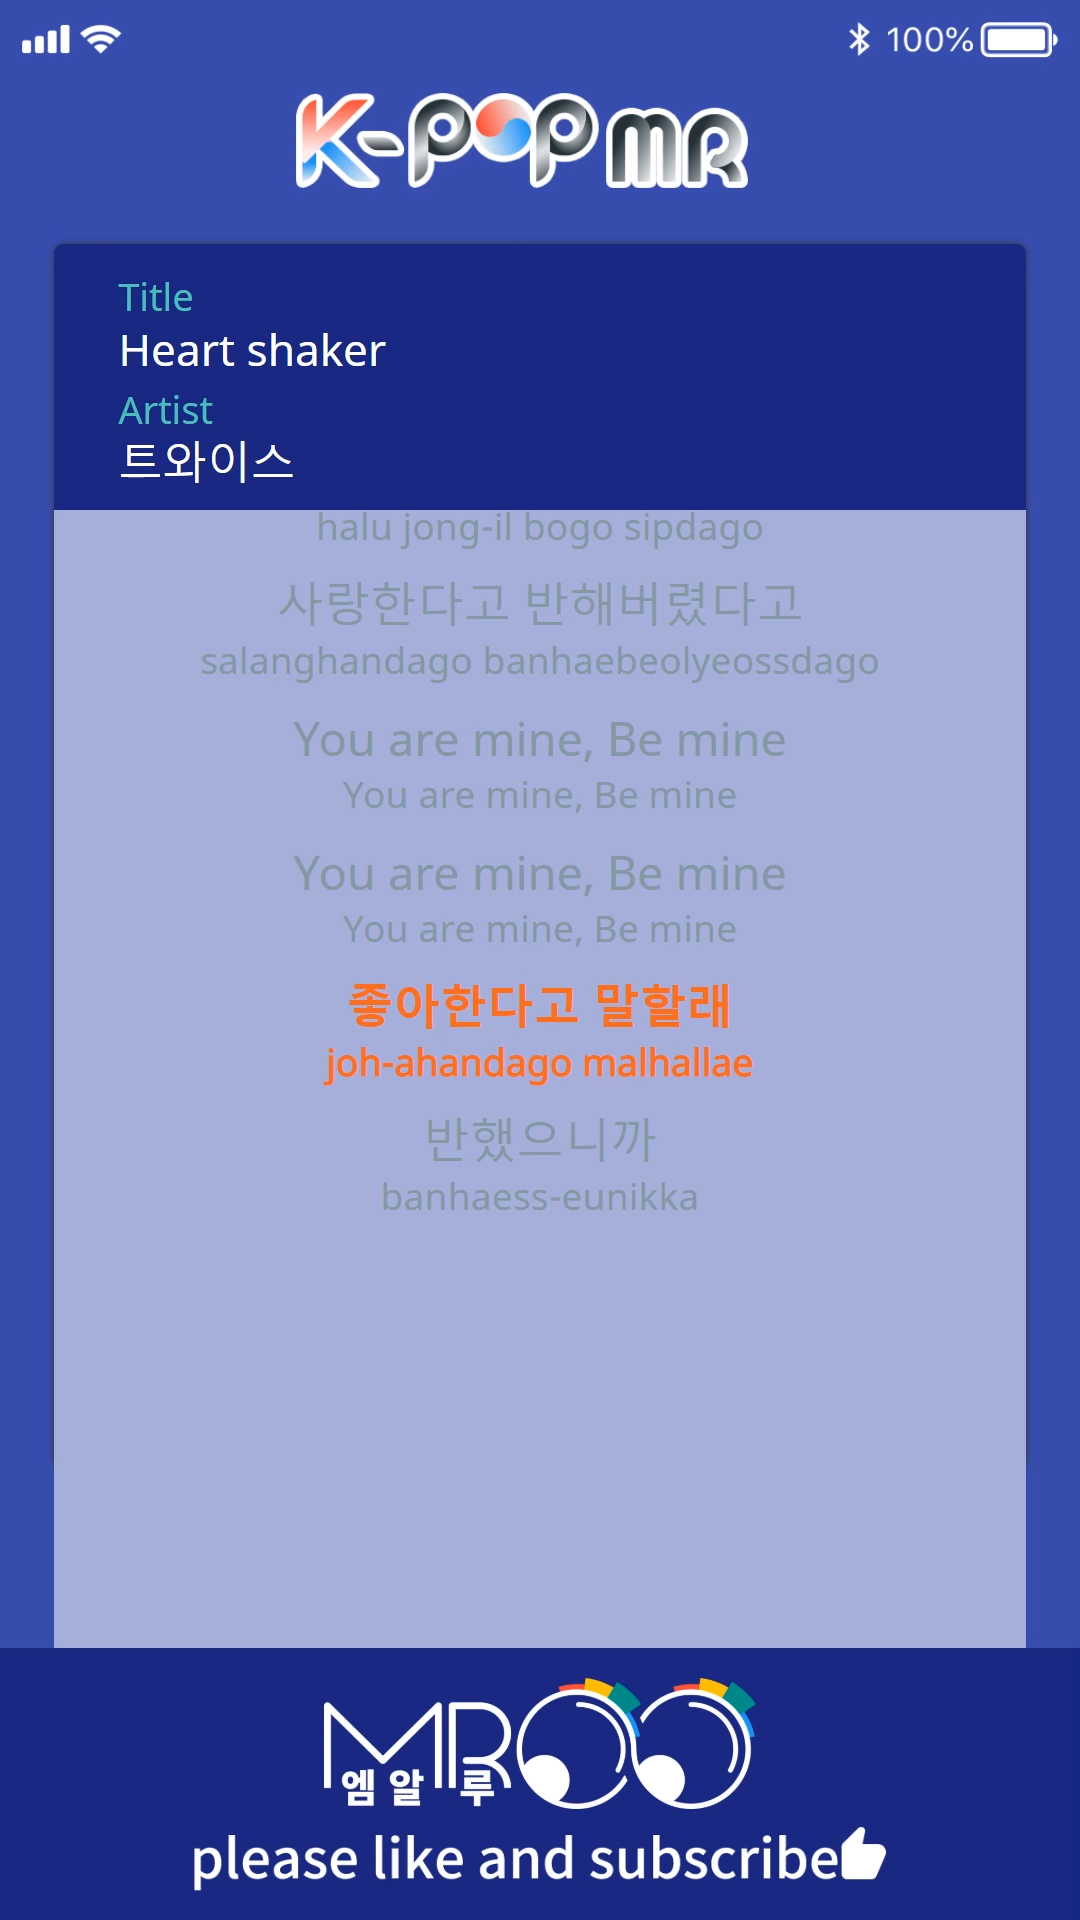 100%
K-POP MR
Title
Heart shaker
Artist
트와이스
halu jong-il bogo sipdago
사랑한다고 반해버렸다고
salanghandago banhaebeolyeossdago
You are mine, Be mine
You are mine, Be mine
You are mine, Be mine
You are mine, Be mine
좋아한다고 말할래
joh-ahandago malhallae
반했으니까
banhaess-eunikka
MROO
엠알루
please like and subscribe